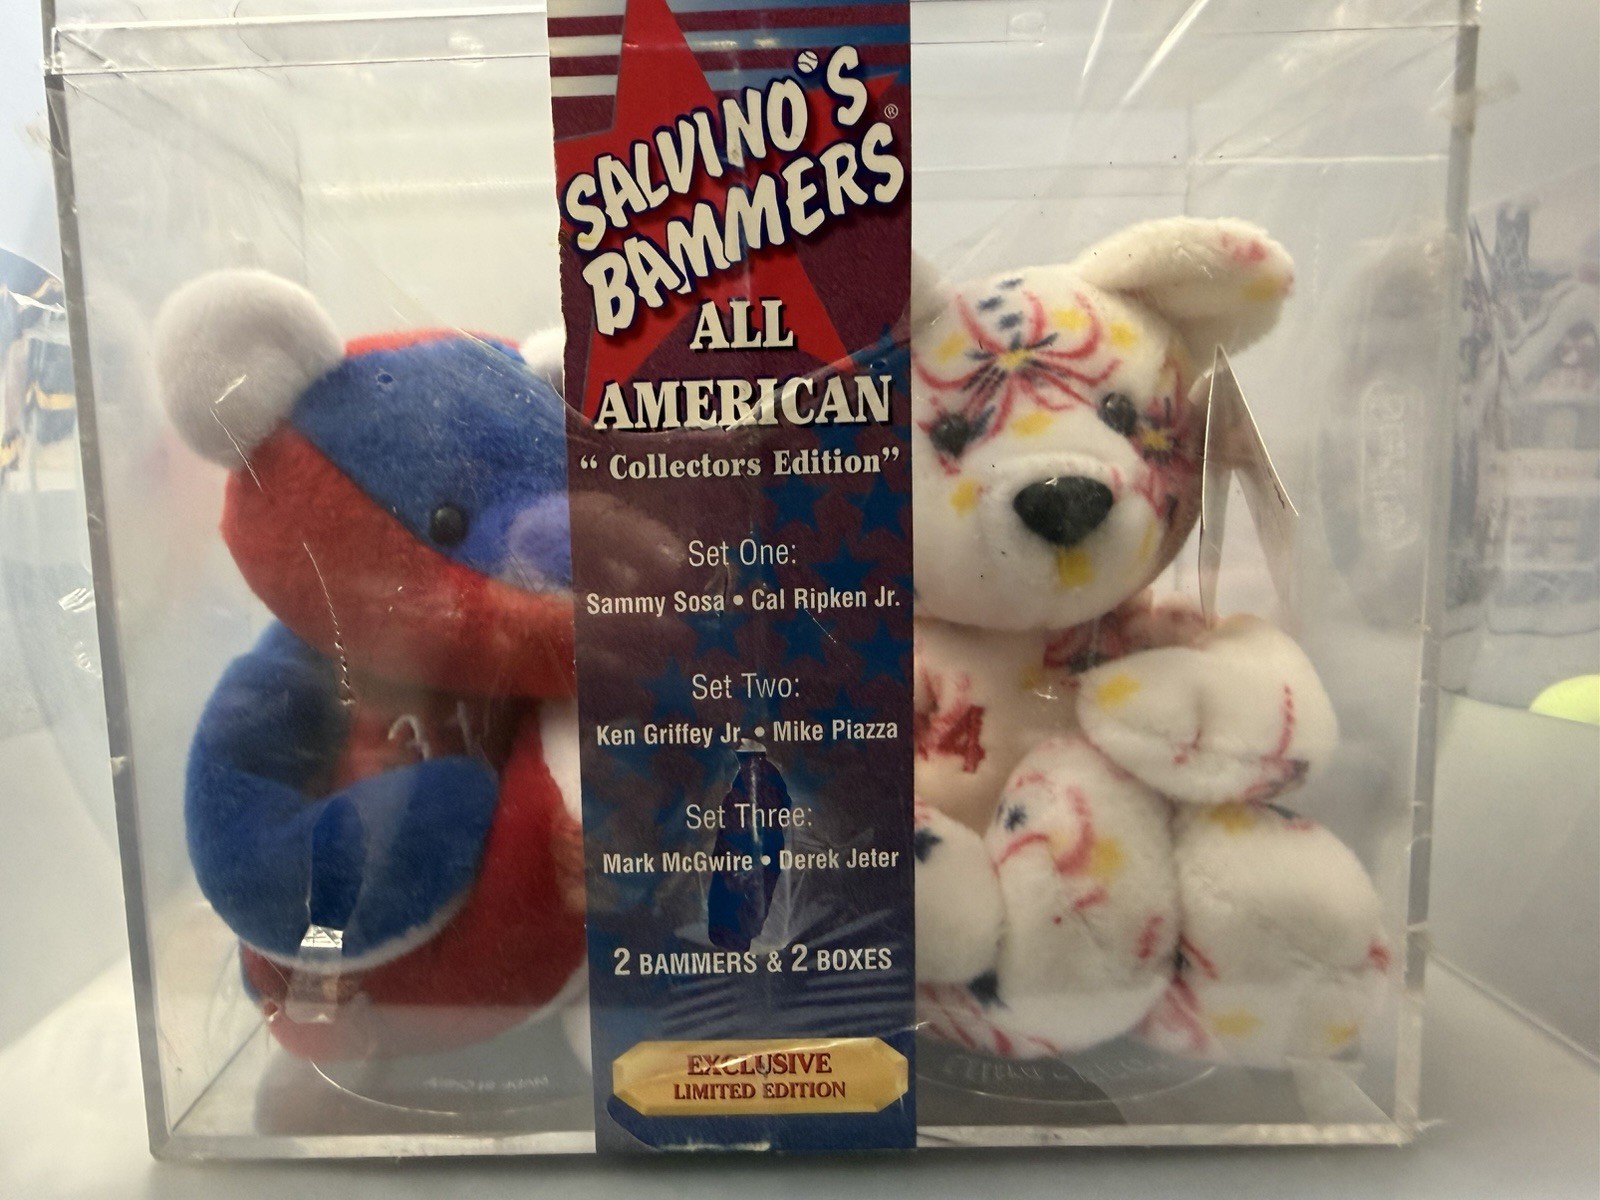 SALVINO'S
BAMMERS®
ALL
AMERICAN
“Collectors Edition”
Set One:
Sammy Sosa • Cal Ripken Jr.
Set Two:
Ken Griffey Jr. • Mike Piazza
Set Three:
Mark McGwire • Derek Jeter
2 BAMMERS & 2 BOXES
EXCLUSIVE
LIMITED EDITION